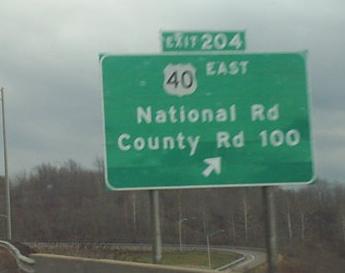 EXIT 204
40 EAST
National Rd
County Rd 100